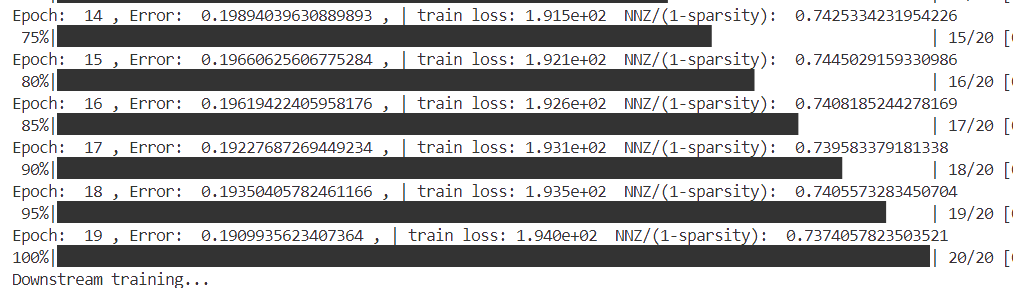 Epoch:  14 , Error:  0.19894039630889893 , | train loss: 1.915e+02  NNZ/(1-sparsity):  0.7425334231954226
75%| | 15/20 [
Epoch:  15 , Error:  0.19660625606775284 , | train loss: 1.921e+02  NNZ/(1-sparsity):  0.7445029159330986
80%| | 16/20 [
Epoch:  16 , Error:  0.19619422405958176 , | train loss: 1.926e+02  NNZ/(1-sparsity):  0.7408185244278169
85%| | 17/20 [
Epoch:  17 , Error:  0.19227687269449234 , | train loss: 1.931e+02  NNZ/(1-sparsity):  0.739583379181338
90%| | 18/20 [
Epoch:  18 , Error:  0.19350405782461166 , | train loss: 1.935e+02  NNZ/(1-sparsity):  0.7405573283450704
95%| | 19/20 [
Epoch:  19 , Error:  0.1909935623407364 , | train loss: 1.940e+02  NNZ/(1-sparsity):  0.7374057823503521
100%| | 20/20 [
Downstream training...